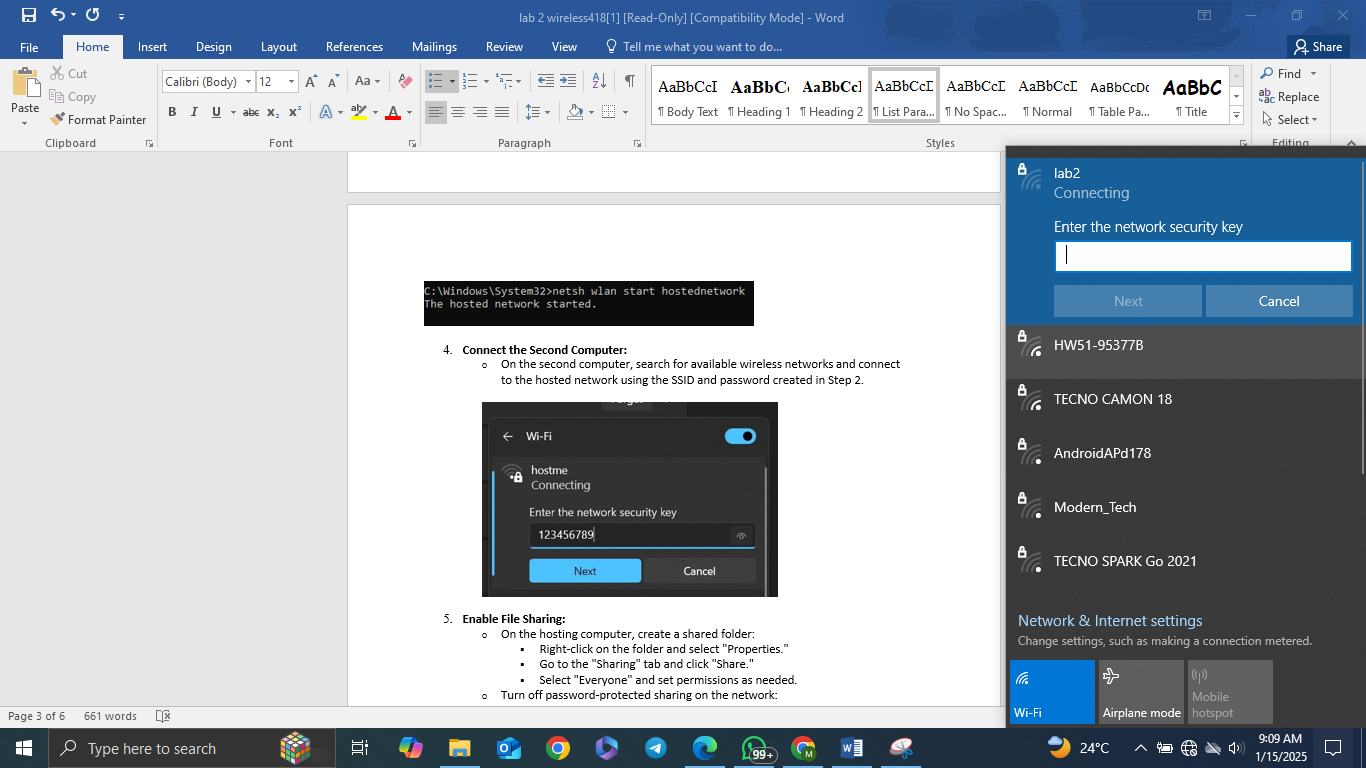 lab 2 wireless418[1] [Read-Only] [Compatibility Mode] - Word
File Home Insert Design Layout References Mailings Review View Tell me what you want to do... Share
Paste
Cut
Copy
Format Painter
Clipboard
Calibri (Body) 12
Aa
B I U abc x₂ x²
Font
Paragraph
AaBbCcI AaBbC AaBbCcI AaBbCcD AaBbCcD AaBbCcD AaBbCcDc AaBbC
¶ Body Text ¶ Heading 1 ¶ Heading 2 ¶ List Para... ¶ No Spac... ¶ Normal ¶ Table Pa... ¶ Title
Styles
Find
Replace
Select
Editing
C:\Windows\System32>netsh wlan start hostednetwork
The hosted network started.
4. Connect the Second Computer:
o On the second computer, search for available wireless networks and connect
to the hosted network using the SSID and password created in Step 2.
Wi-Fi
hostme
Connecting
Enter the network security key
123456789
Next Cancel
5. Enable File Sharing:
o On the hosting computer, create a shared folder:
▪ Right-click on the folder and select "Properties."
▪ Go to the "Sharing" tab and click "Share."
▪ Select "Everyone" and set permissions as needed.
o Turn off password-protected sharing on the network:
lab2
Connecting
Enter the network security key
Next Cancel
HW51-95377B
TECNO CAMON 18
AndroidAPd178
Modern_Tech
TECNO SPARK Go 2021
Network & Internet settings
Change settings, such as making a connection metered.
Wi-Fi
Airplane mode
Mobile
hotspot
Page 3 of 6 661 words
Type here to search
99+
24°C
9:09 AM
1/15/2025